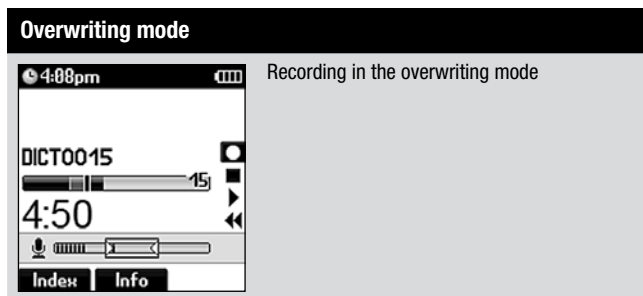 Overwriting mode
4:08pm
Recording in the overwriting mode
DICT0015
15
4:50
Index Info